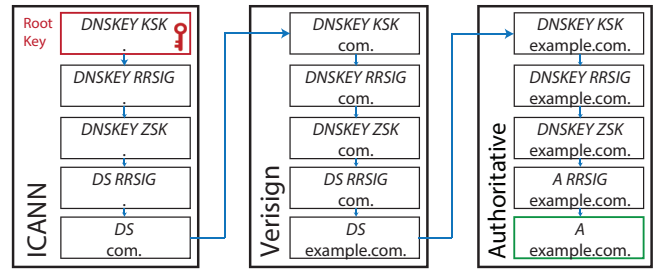 Root
Key
DNSKEY KSK
.
DNSKEY RRSIG
.
DNSKEY ZSK
.
DS RRSIG
.
DS
com.
ICANN
DNSKEY KSK
com.
DNSKEY RRSIG
com.
DNSKEY ZSK
com.
DS RRSIG
com.
DS
example.com.
Verisign
DNSKEY KSK
example.com.
DNSKEY RRSIG
example.com.
DNSKEY ZSK
example.com.
A RRSIG
example.com.
A
example.com.
Authoritative